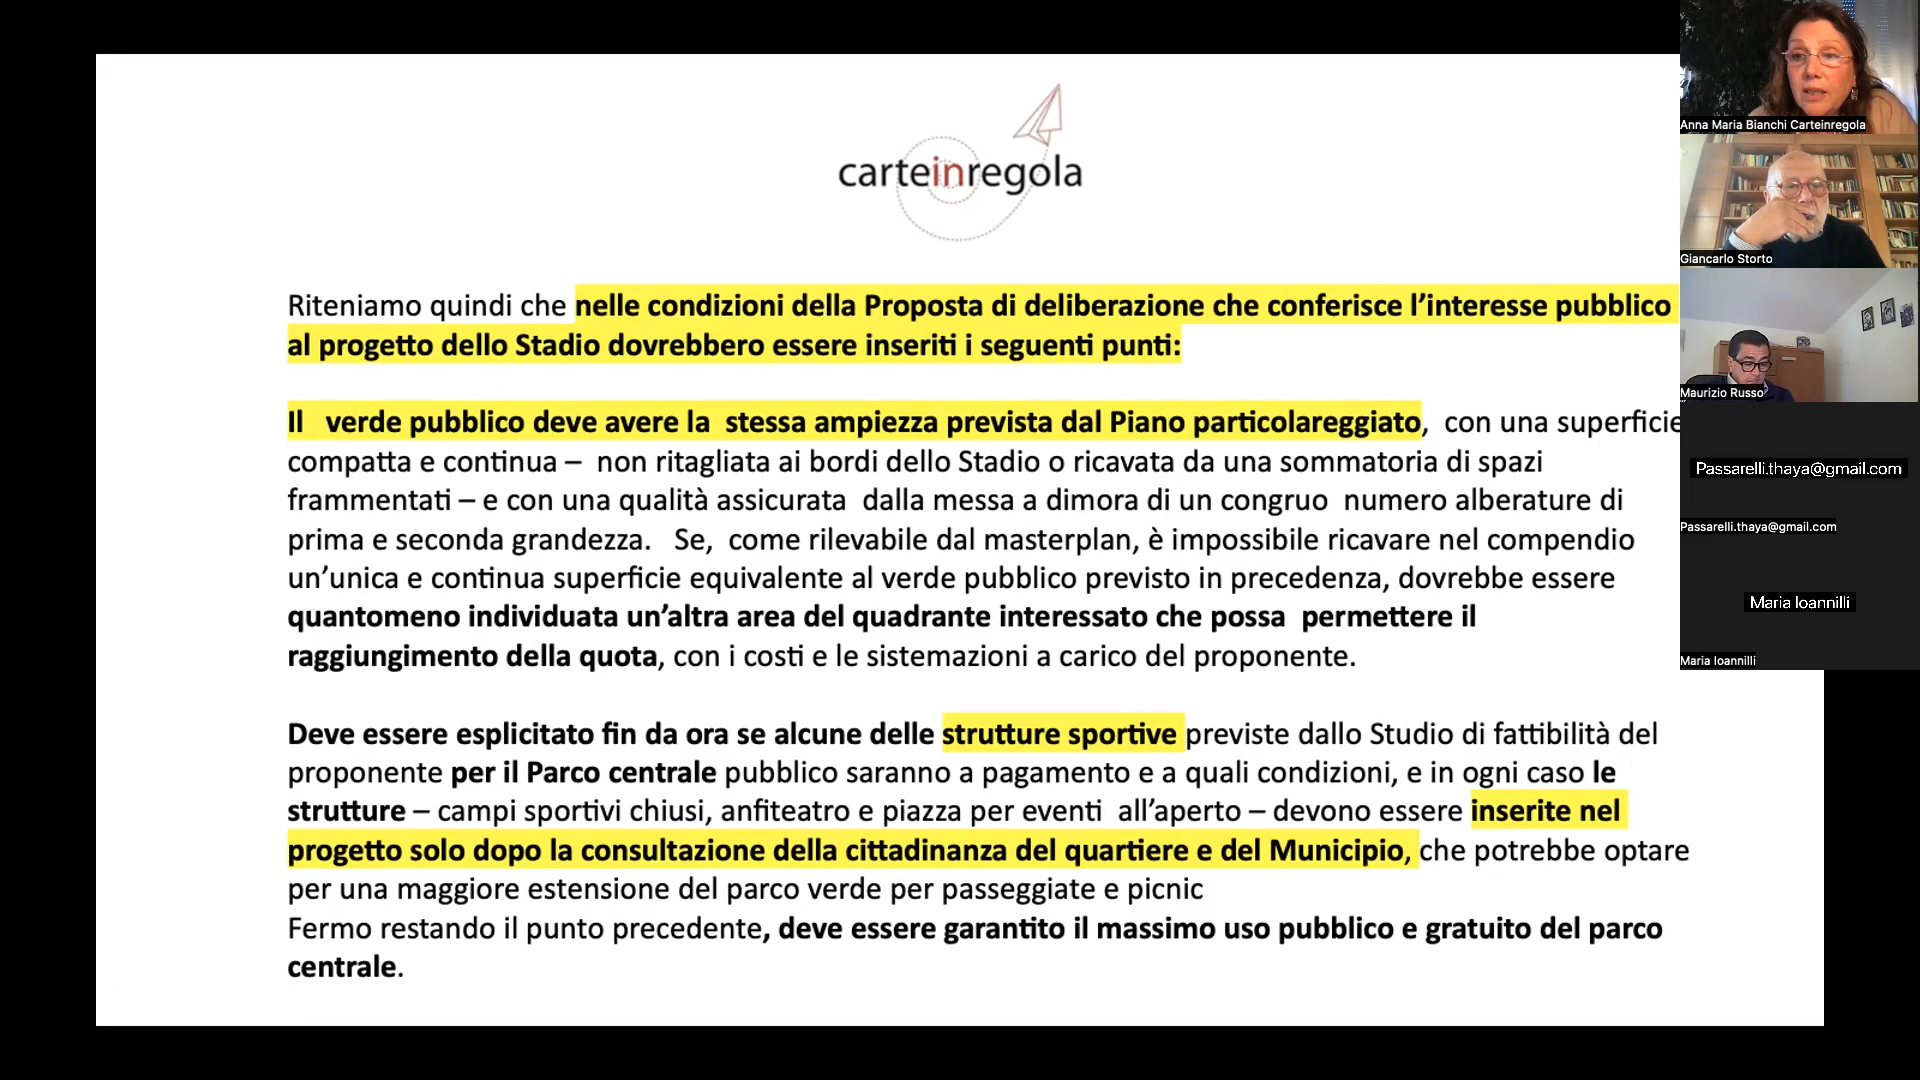 carteinregola
Riteniamo quindi che nelle condizioni della Proposta di deliberazione che conferisce l’interesse pubblico
al progetto dello Stadio dovrebbero essere inseriti i seguenti punti:
Il verde pubblico deve avere la stessa ampiezza prevista dal Piano particolareggiato, con una superficie
compatta e continua – non ritagliata ai bordi dello Stadio o ricavata da una sommatoria di spazi
frammentati – e con una qualità assicurata dalla messa a dimora di un congruo numero alberature di
prima e seconda grandezza. Se, come rilevabile dal masterplan, è impossibile ricavare nel compendio
un’unica e continua superficie equivalente al verde pubblico previsto in precedenza, dovrebbe essere
quantomeno individuata un’altra area del quadrante interessato che possa permettere il
raggiungimento della quota, con i costi e le sistemazioni a carico del proponente.
Deve essere esplicitato fin da ora se alcune delle strutture sportive previste dallo Studio di fattibilità del
proponente per il Parco centrale pubblico saranno a pagamento e a quali condizioni, e in ogni caso le
strutture – campi sportivi chiusi, anfiteatro e piazza per eventi all’aperto – devono essere inserite nel
progetto solo dopo la consultazione della cittadinanza del quartiere e del Municipio, che potrebbe optare
per una maggiore estensione del parco verde per passeggiate e picnic
Fermo restando il punto precedente, deve essere garantito il massimo uso pubblico e gratuito del parco
centrale.
Anna Maria Bianchi Carteinregola
Giancarlo Storto
Maurizio Russo
Passarelli.thaya@gmail.com
Passarelli.thaya@gmail.com
Maria Ioannilli
Maria Ioannilli